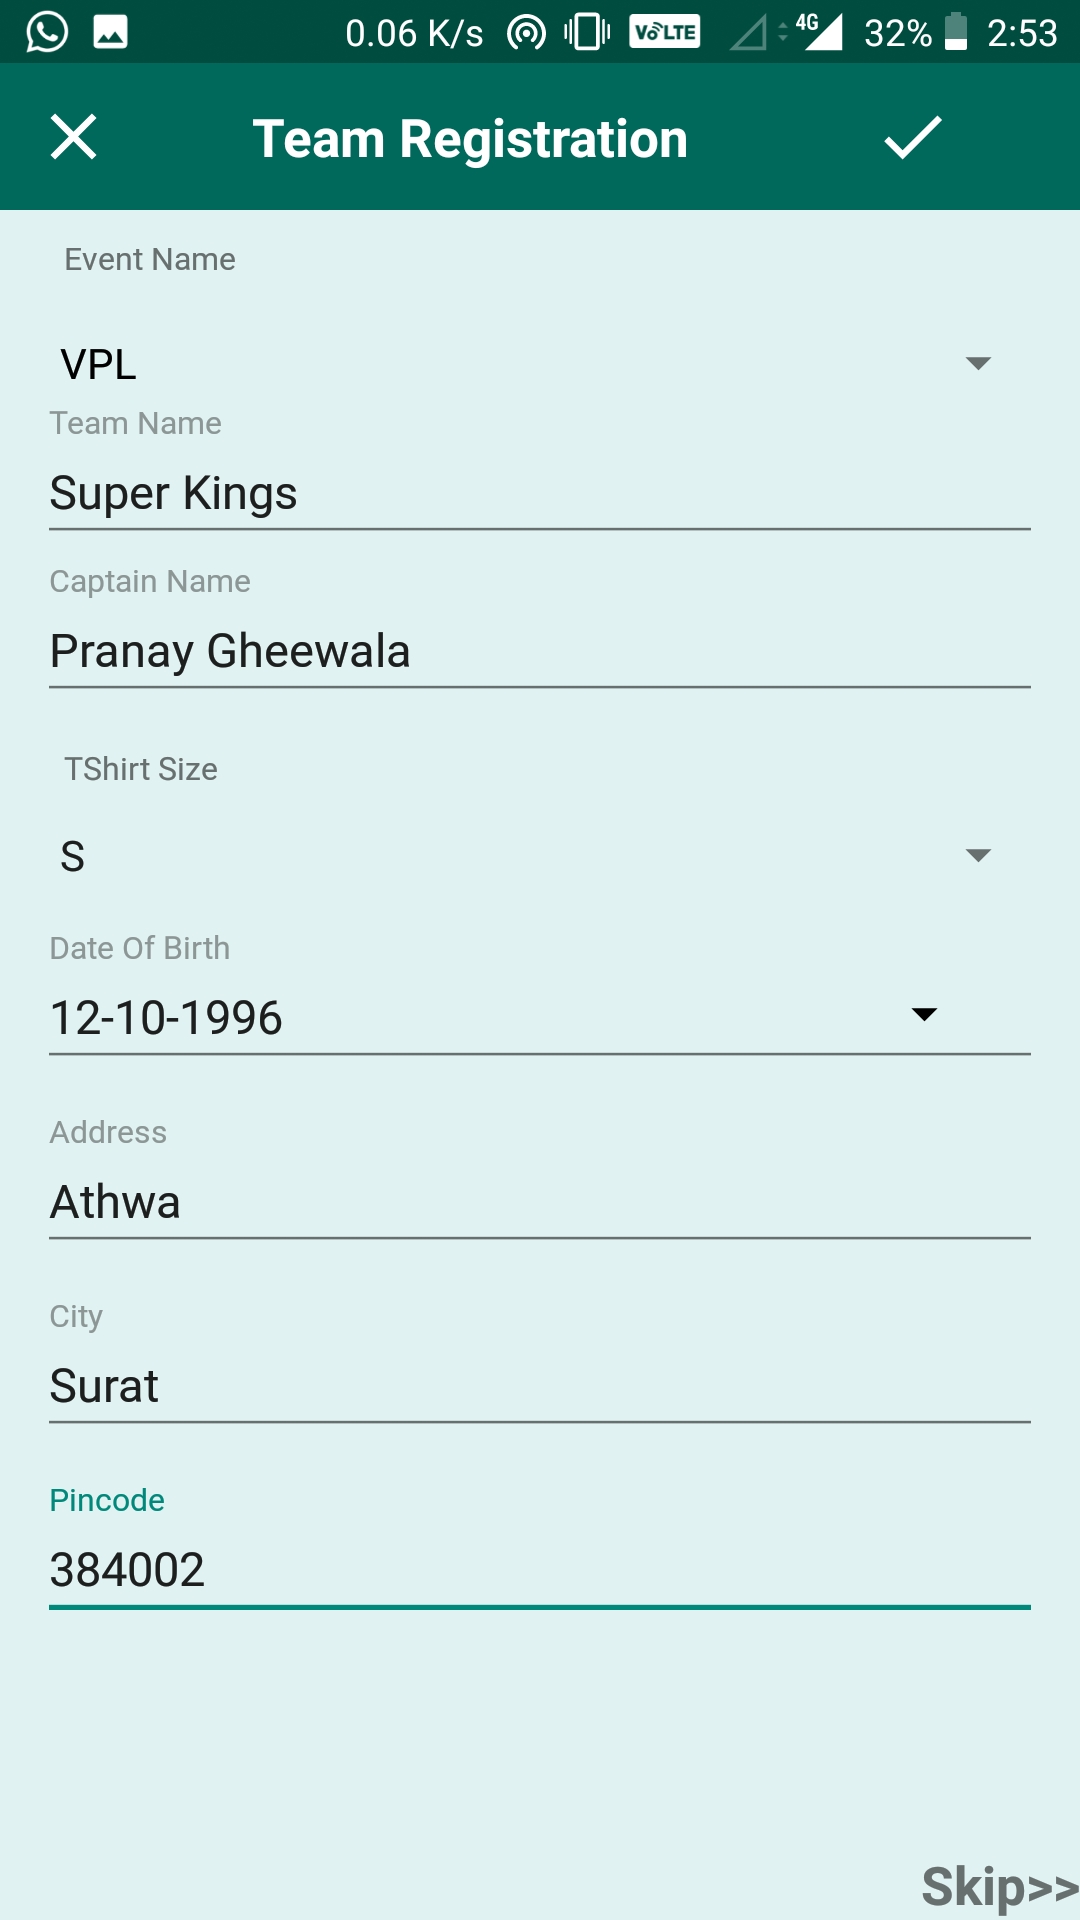 0.06 K/s VoLTE 4G 32% 2:53
Team Registration
Event Name
VPL
Team Name
Super Kings
Captain Name
Pranay Gheewala
TShirt Size
S
Date Of Birth
12-10-1996
Address
Athwa
City
Surat
Pincode
384002
Skip>>